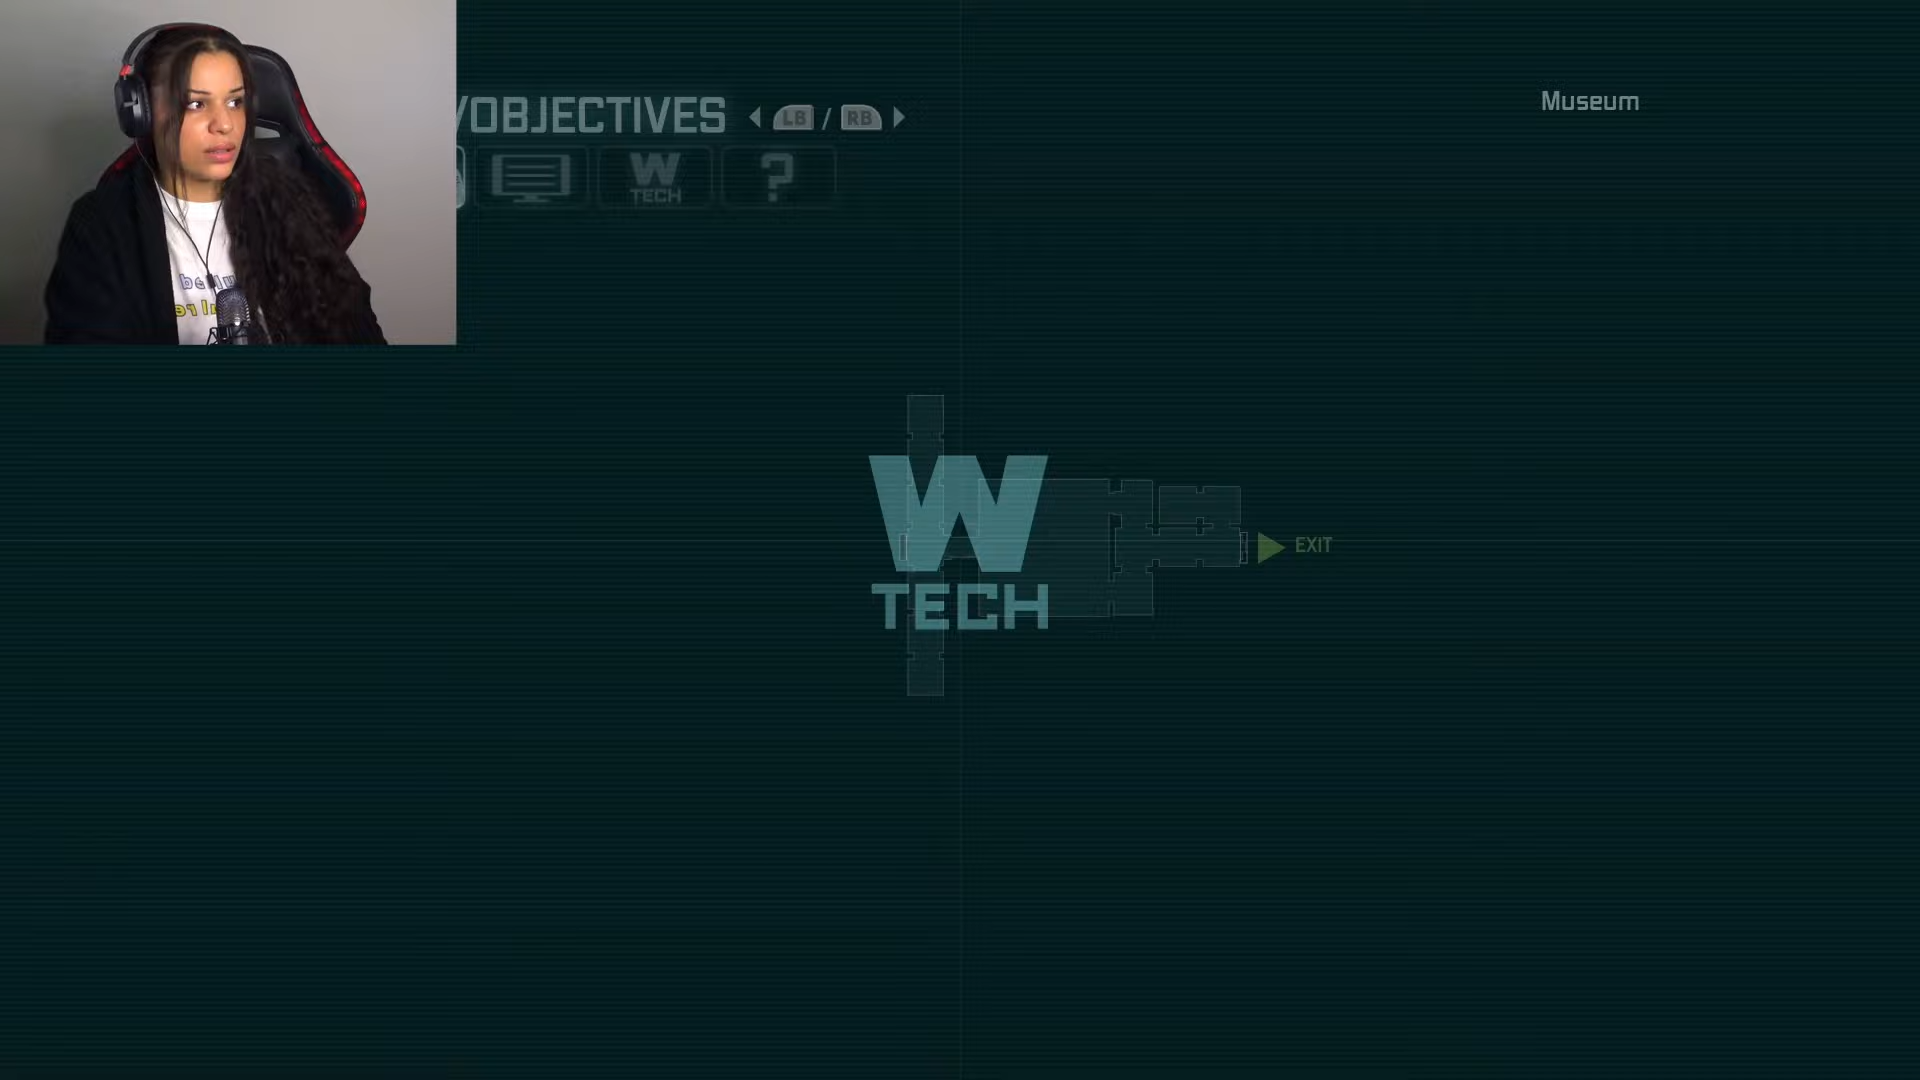 /OBJECTIVES
LB / RB
Museum
W
TECH
?
EXIT
W
TECH